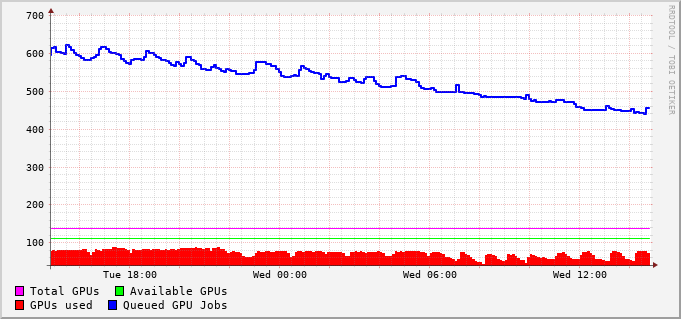 700
600
500
400
300
200
100
Tue 18:00 Wed 00:00 Wed 06:00 Wed 12:00
Total GPUs Available GPUs
GPUs used Queued GPU Jobs
RRDTOOL / TOBI OETIKER